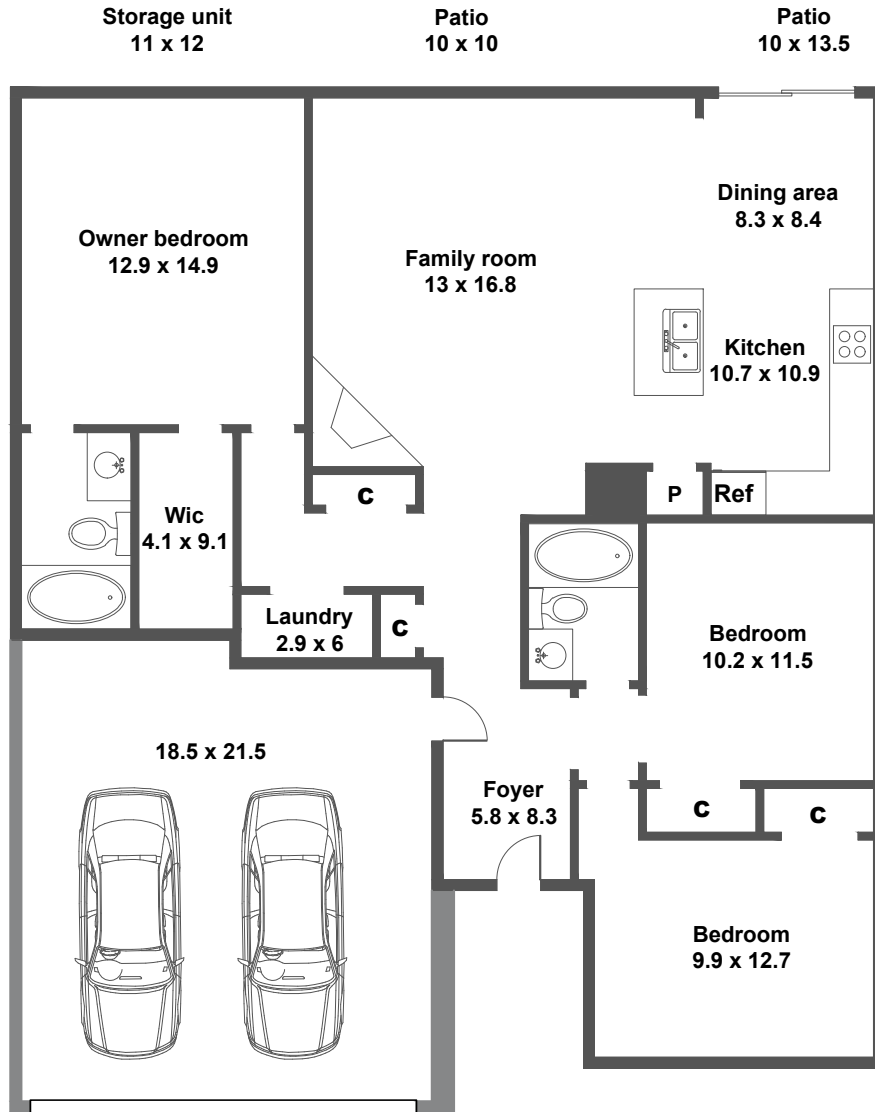 Storage unit
11 x 12
Patio
10 x 10
Patio
10 x 13.5
Dining area
8.3 x 8.4
Owner bedroom
12.9 x 14.9
Family room
13 x 16.8
Kitchen
10.7 x 10.9
C
P
Ref
Wic
4.1 x 9.1
Laundry
2.9 x 6
C
Bedroom
10.2 x 11.5
18.5 x 21.5
Foyer
5.8 x 8.3
C
C
Bedroom
9.9 x 12.7